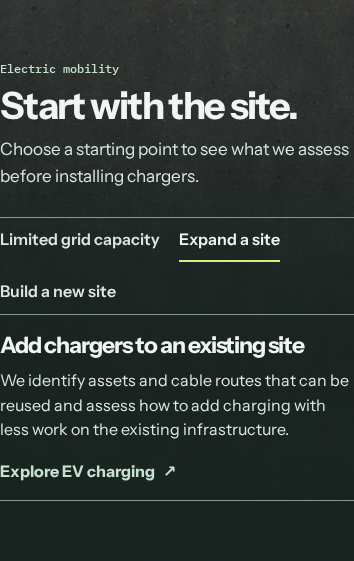 Electric mobility
Start with the site.
Choose a starting point to see what we assess
before installing chargers.
Limited grid capacity Expand a site
Build a new site
Add chargers to an existing site
We identify assets and cable routes that can be
reused and assess how to add charging with
less work on the existing infrastructure.
Explore EV charging ↗